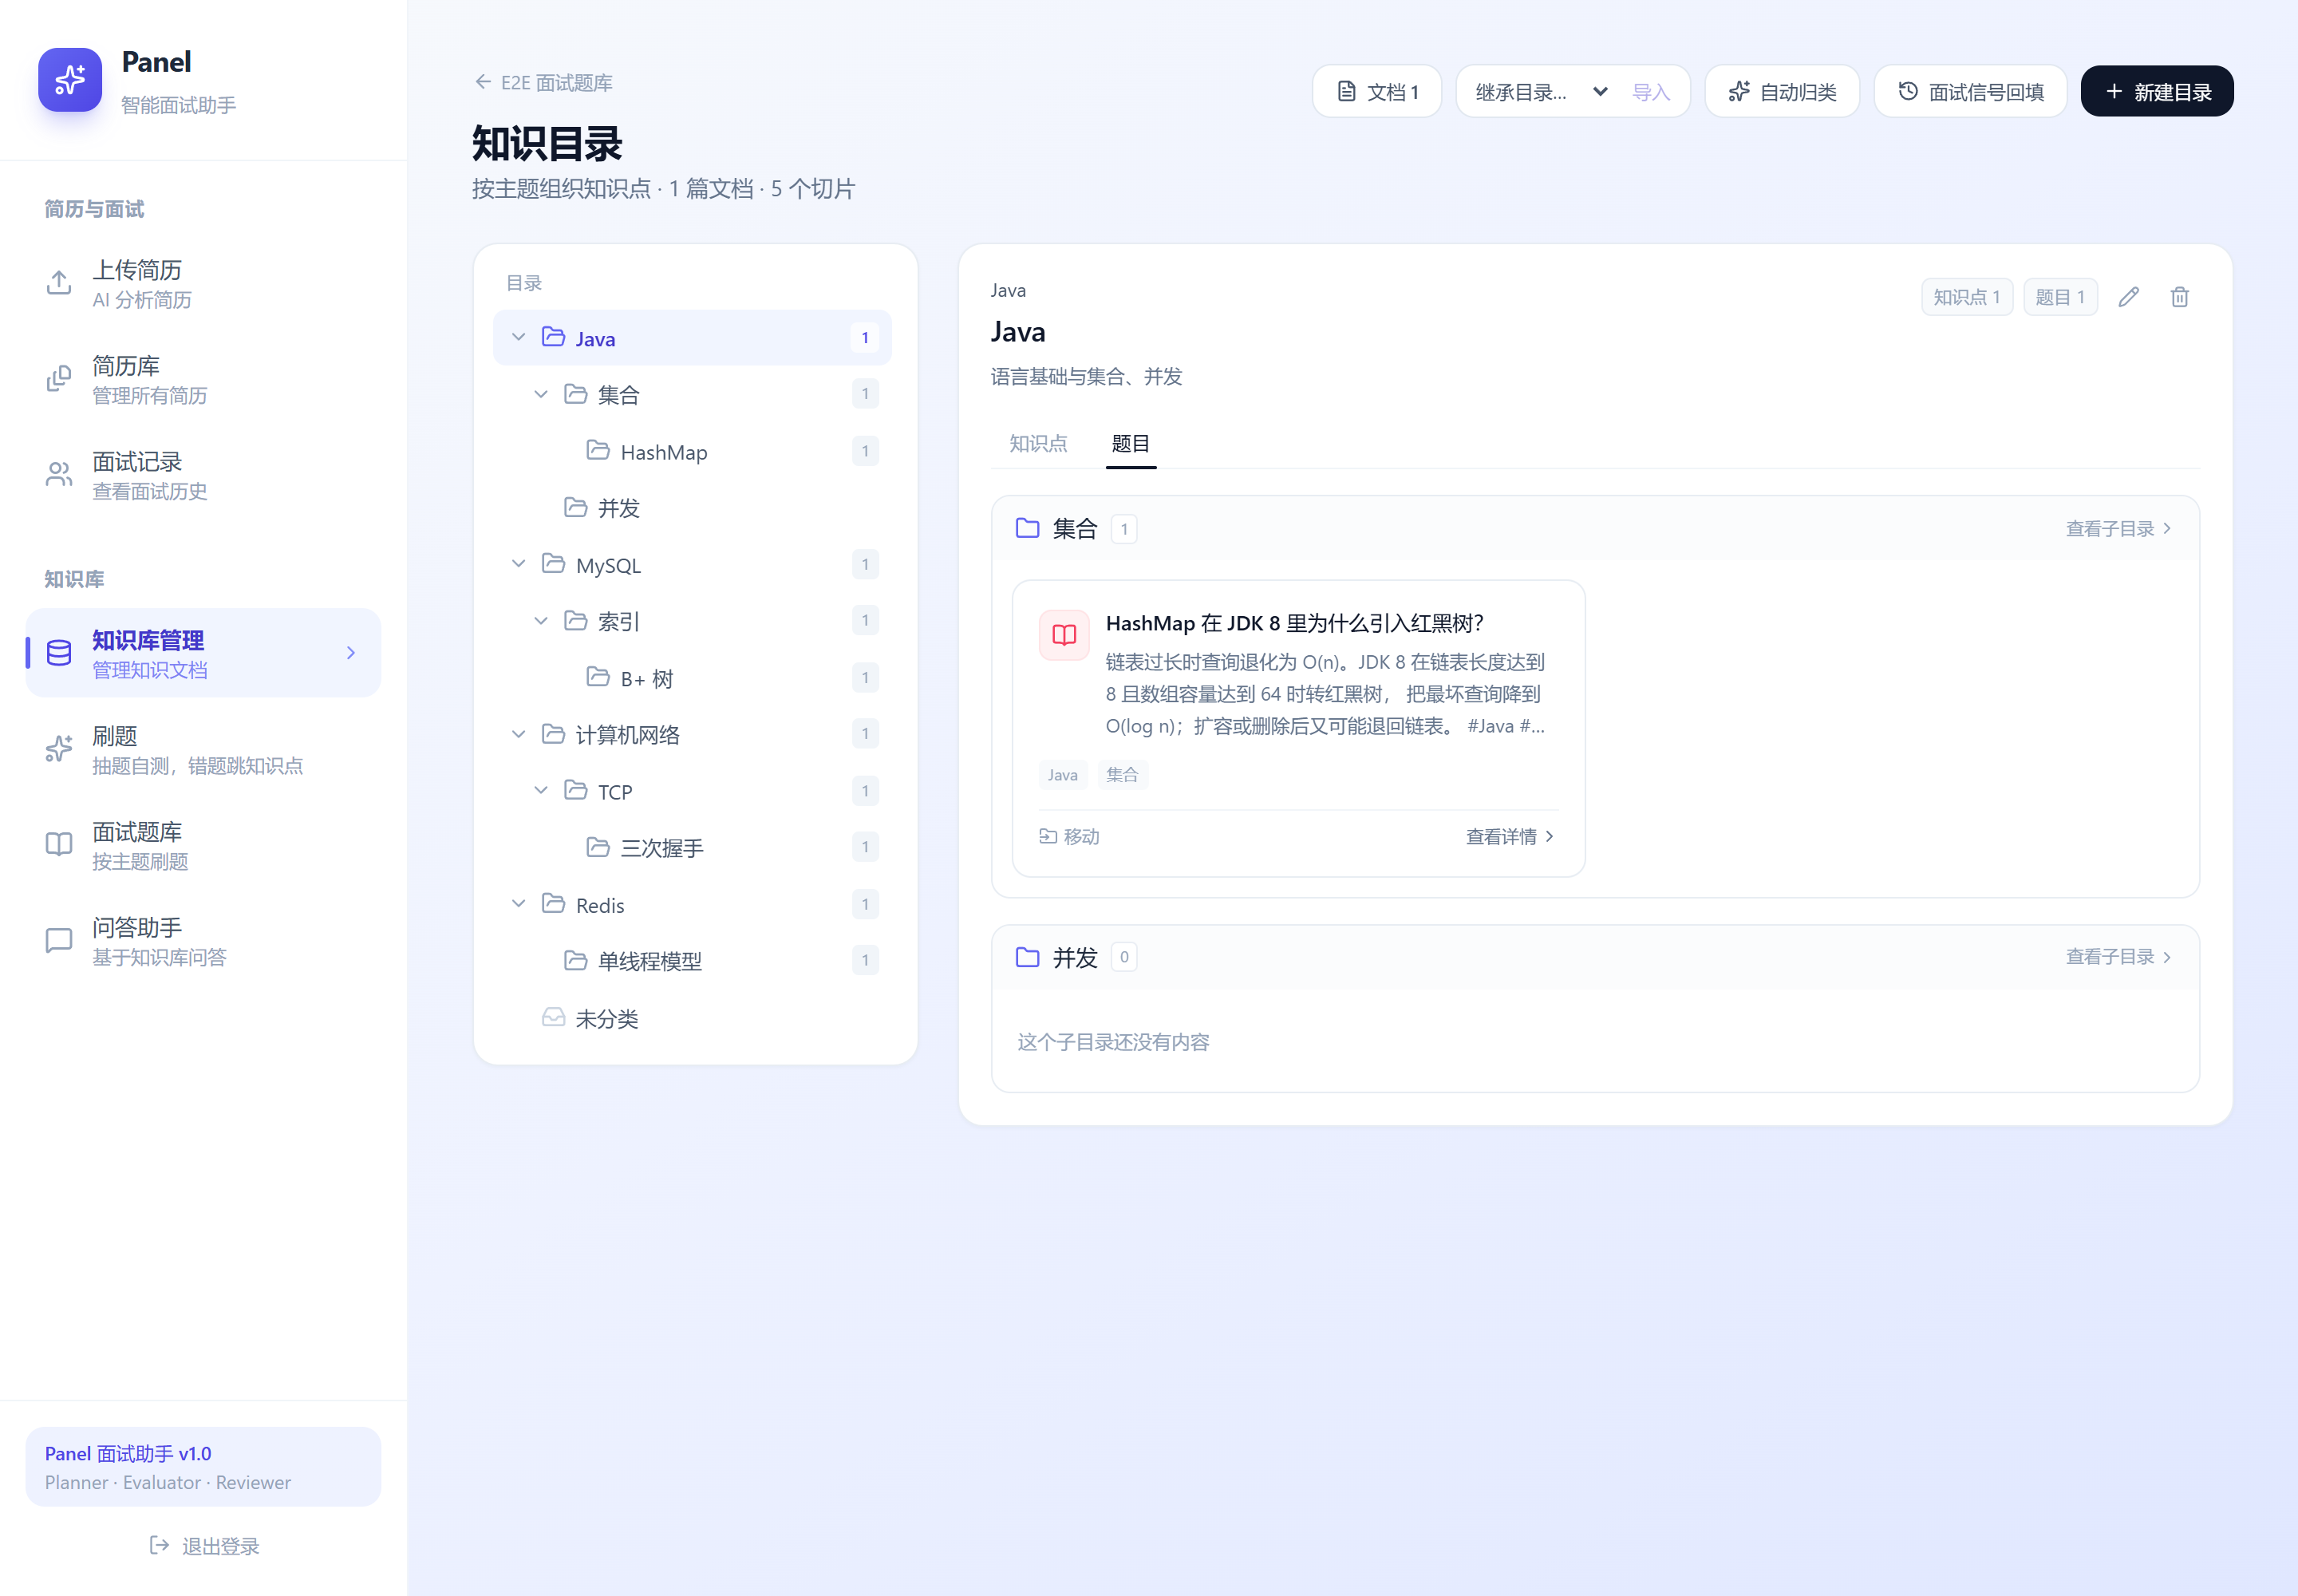 Panel
智能面试助手
简历与面试
上传简历
AI 分析简历
简历库
管理所有简历
面试记录
查看面试历史
知识库
知识库管理
管理知识文档
刷题
抽题自测，错题跳知识点
面试题库
按主题刷题
问答助手
基于知识库问答
Panel 面试助手 v1.0
Planner · Evaluator · Reviewer
退出登录
E2E 面试题库
知识目录
按主题组织知识点 · 1 篇文档 · 5 个切片
文档 1
继承目录...
导入
自动归类
面试信号回填
新建目录
目录
Java 1
集合 1
HashMap 1
并发
MySQL 1
索引 1
B+ 树 1
计算机网络 1
TCP 1
三次握手 1
Redis 1
单线程模型 1
未分类
Java
知识点 1
题目 1
Java
语言基础与集合、并发
知识点
题目
集合 1
查看子目录
HashMap 在 JDK 8 里为什么引入红黑树？
链表过长时查询退化为 O(n)。JDK 8 在链表长度达到
8 且数组容量达到 64 时转红黑树， 把最坏查询降到
O(log n)；扩容或删除后又可能退回链表。 #Java #...
Java
集合
移动
查看详情
并发 0
查看子目录
这个子目录还没有内容